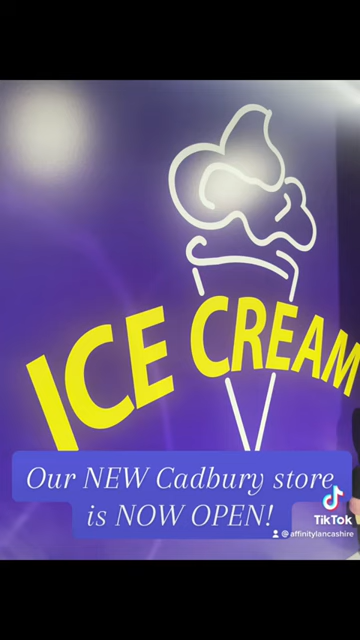 ICE CREAM
Our NEW Cadbury store
is NOW OPEN!
TikTok
@affinitylancashire